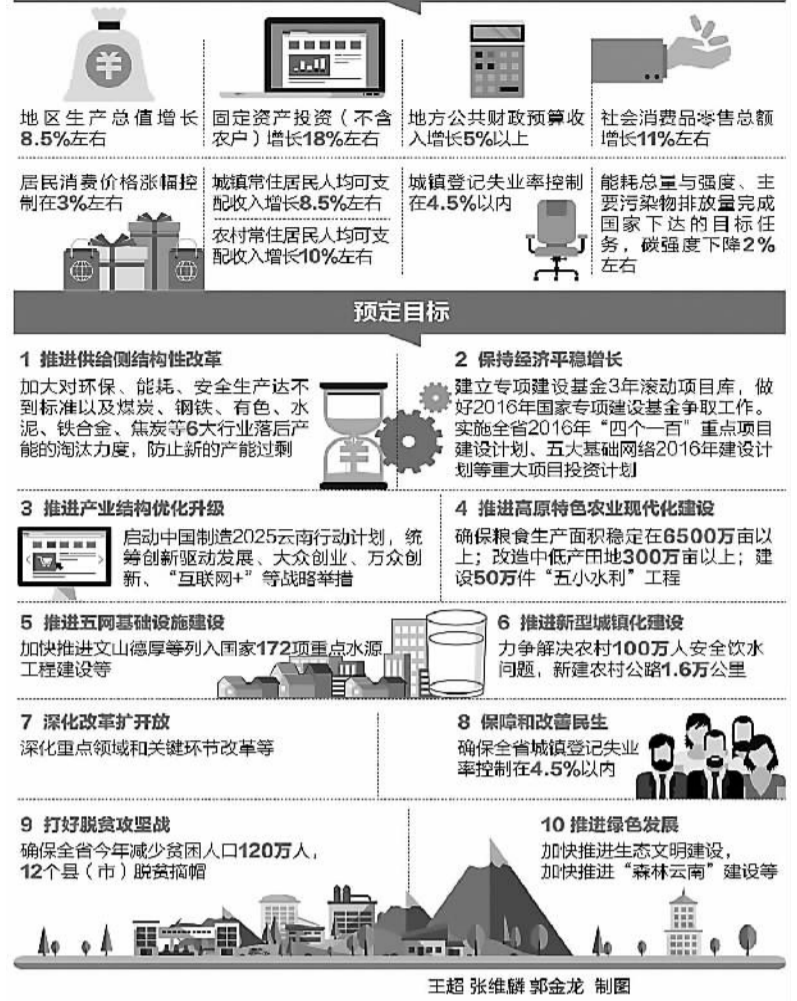 地区生产总值增长
8.5%左右
固定资产投资（不含
农户）增长18%左右
地方公共财政预算收
入增长5%以上
社会消费品零售总额
增长11%左右
居民消费价格涨幅控
制在3%左右
城镇常住居民人均可支
配收入增长8.5%左右
农村常住居民人均可支
配收入增长10%左右
城镇登记失业率控制
在4.5%以内
能耗总量与强度、主
要污染物排放量完成
国家下达的目标任
务，碳强度下降2%
左右
预定目标
1 推进供给侧结构性改革
加大对环保、能耗、安全生产达不
到标准以及煤炭、钢铁、有色、水
泥、铁合金、焦炭等6大行业落后产
能的淘汰力度，防止新的产能过剩
2 保持经济平稳增长
建立专项建设基金3年滚动项目库，做
好2016年国家专项建设基金争取工作。
实施全省2016年“四个一百”重点项目
建设计划、五大基础网络2016年建设计
划等重大项目投资计划
3 推进产业结构优化升级
启动中国制造2025云南行动计划，统
筹创新驱动发展、大众创业、万众创
新、“互联网+”等战略举措
4 推进高原特色农业现代化建设
确保粮食生产面积稳定在6500万亩以
上；改造中低产田地300万亩以上；建
设50万件“五小水利”工程
5 推进五网基础设施建设
加快推进文山德厚等列入国家172项重点水源
工程建设等
6 推进新型城镇化建设
力争解决农村100万人安全饮水
问题，新建农村公路1.6万公里
7 深化改革扩开放
深化重点领域和关键环节改革等
8 保障和改善民生
确保全省城镇登记失业
率控制在4.5%以内
9 打好脱贫攻坚战
确保全省今年减少贫困人口120万人，
12个县（市）脱贫摘帽
10 推进绿色发展
加快推进生态文明建设，
加快推进“森林云南”建设等
王超 张维麟 郭金龙 制图